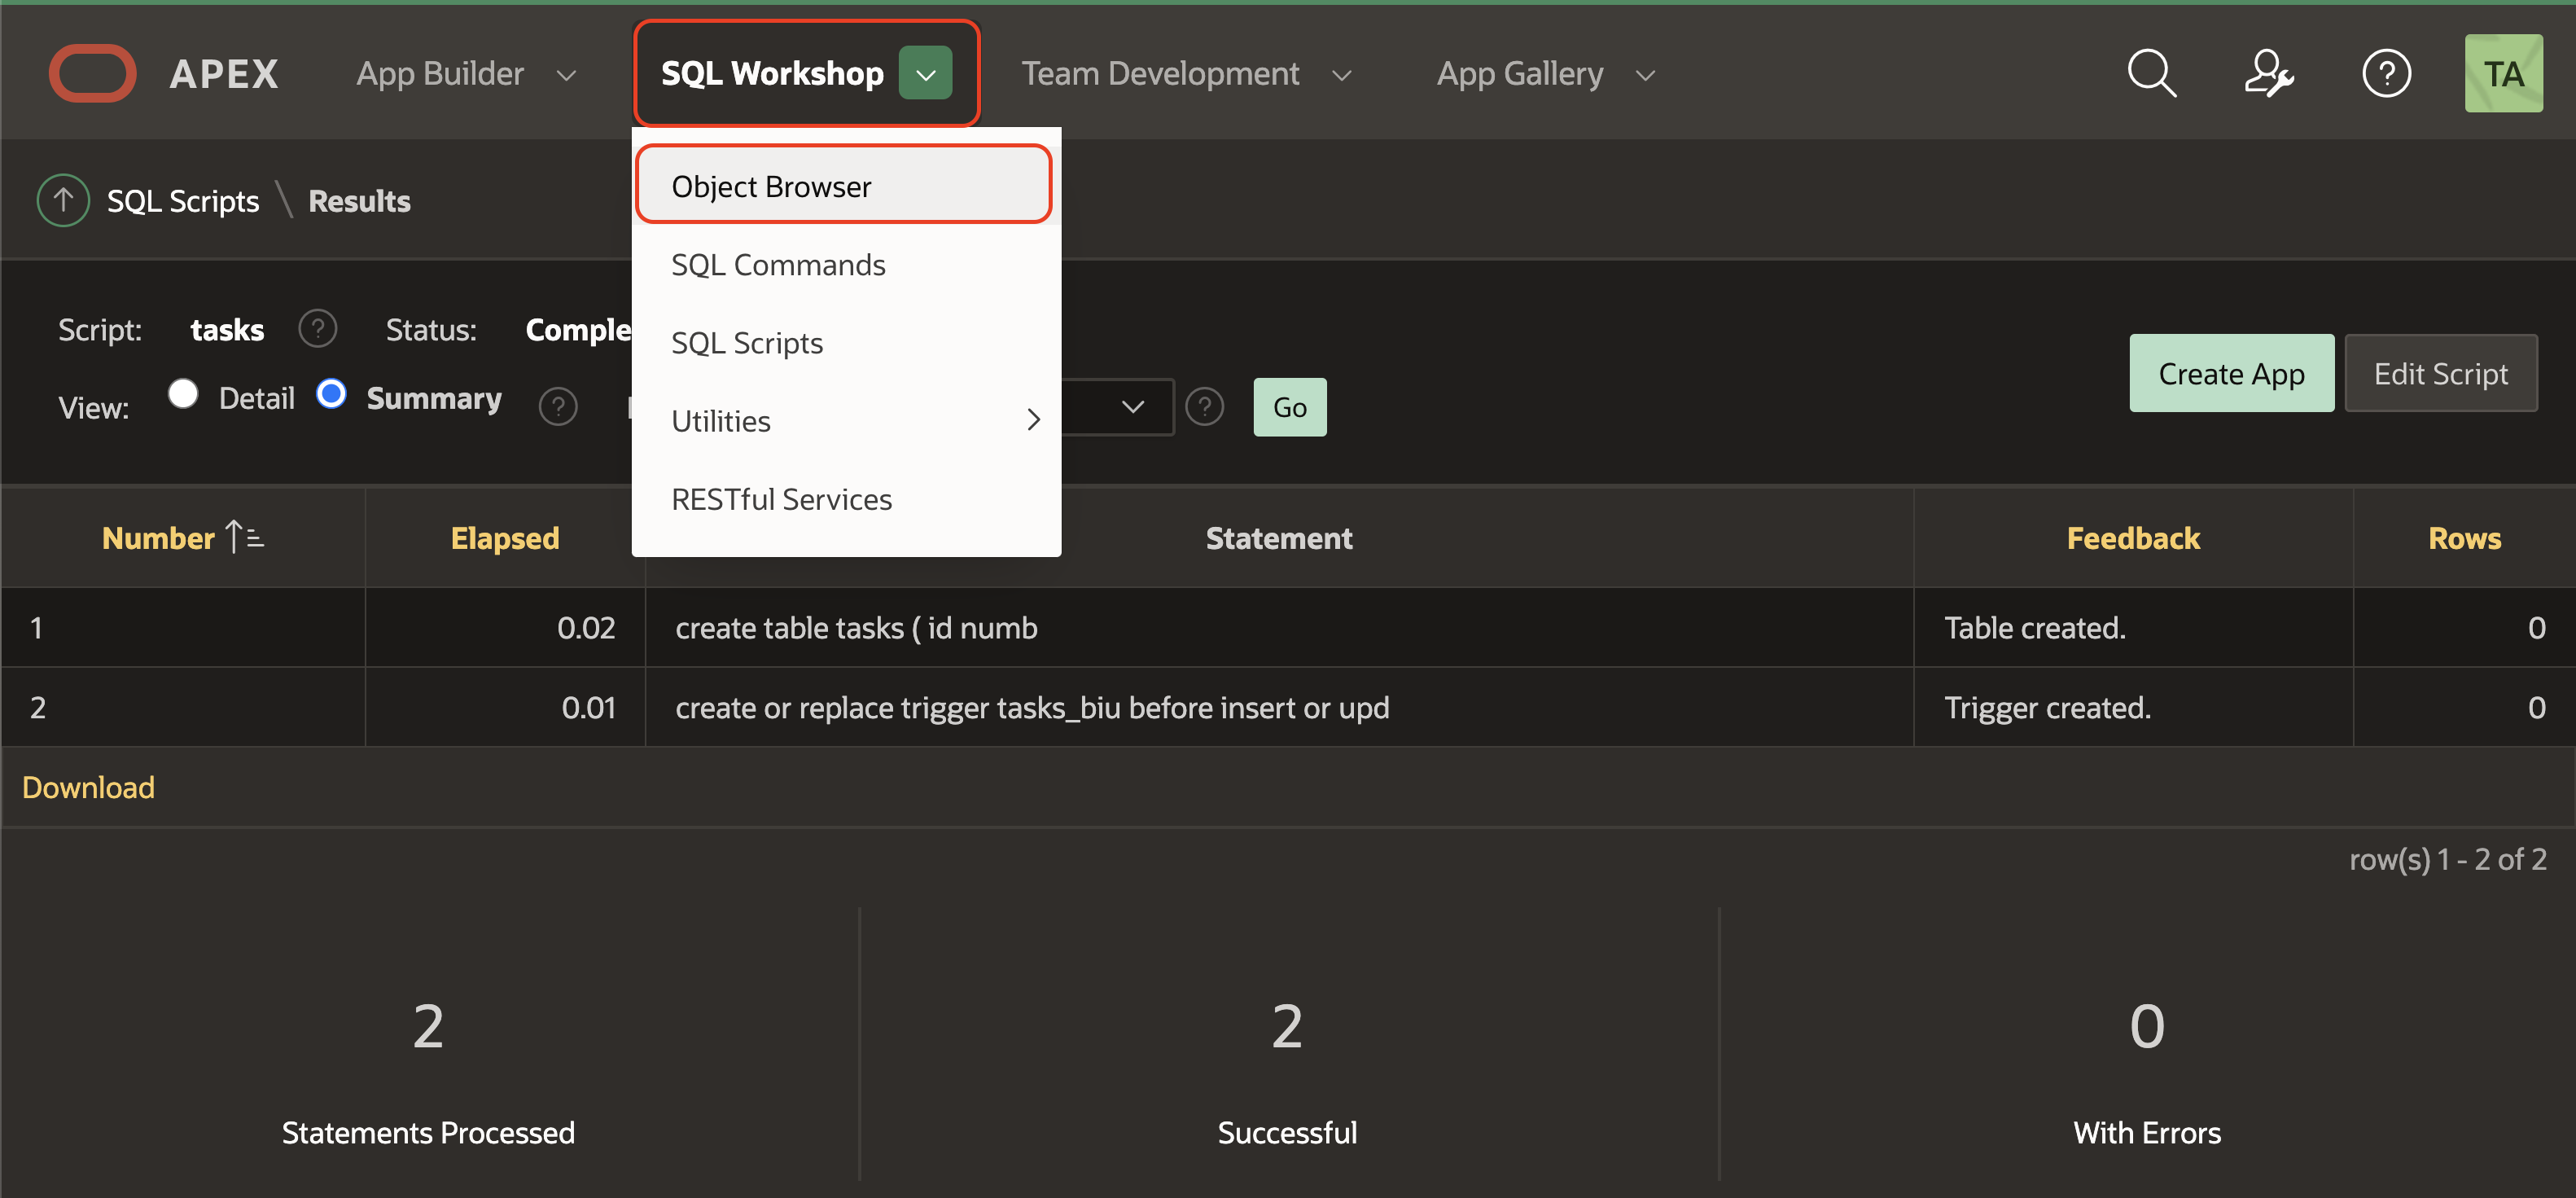 APEX App Builder SQL Workshop Team Development App Gallery TA
Object Browser
SQL Commands
SQL Scripts
Utilities
RESTful Services
SQL Scripts \ Results
Script: tasks ? Status: Comple
View: Detail Summary ? ? Go
Create App Edit Script
Number Elapsed Statement Feedback Rows
1 0.02 create table tasks ( id numb Table created. 0
2 0.01 create or replace trigger tasks_biu before insert or upd Trigger created. 0
Download
row(s) 1 - 2 of 2
2 2 0
Statements Processed Successful With Errors